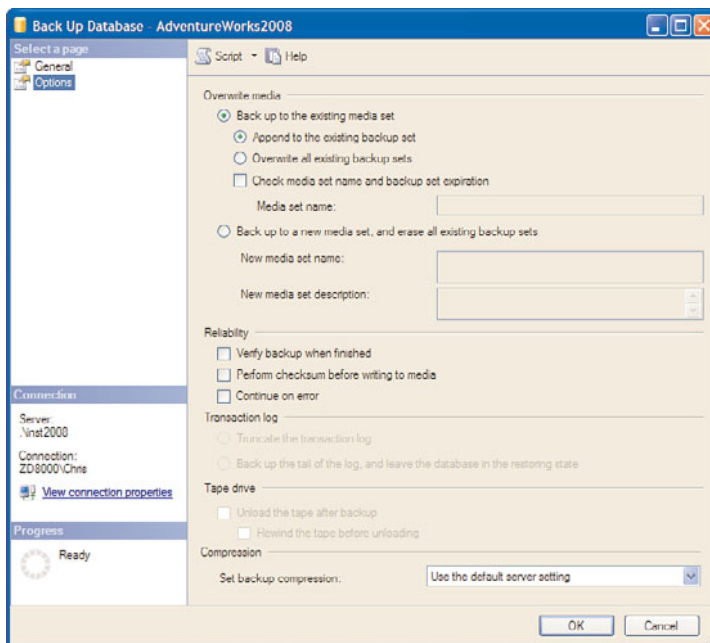 Back Up Database - AdventureWorks2008
Select a page
General
Options
Script
Help
Overwrite media
Back up to the existing media set
Append to the existing backup set
Overwrite all existing backup sets
Check media set name and backup set expiration
Media set name:
Back up to a new media set, and erase all existing backup sets
New media set name:
New media set description:
Reliability
Verify backup when finished
Perform checksum before writing to media
Continue on error
Transaction log
Truncate the transaction log
Back up the tail of the log, and leave the database in the restoring state
Tape drive
Unload the tape after backup
Rewind the tape before unloading
Compression
Set backup compression:
Use the default server setting
Connection
Server:
.\inst2008
Connection:
ZD8000\Chris
View connection properties
Progress
Ready
OK
Cancel